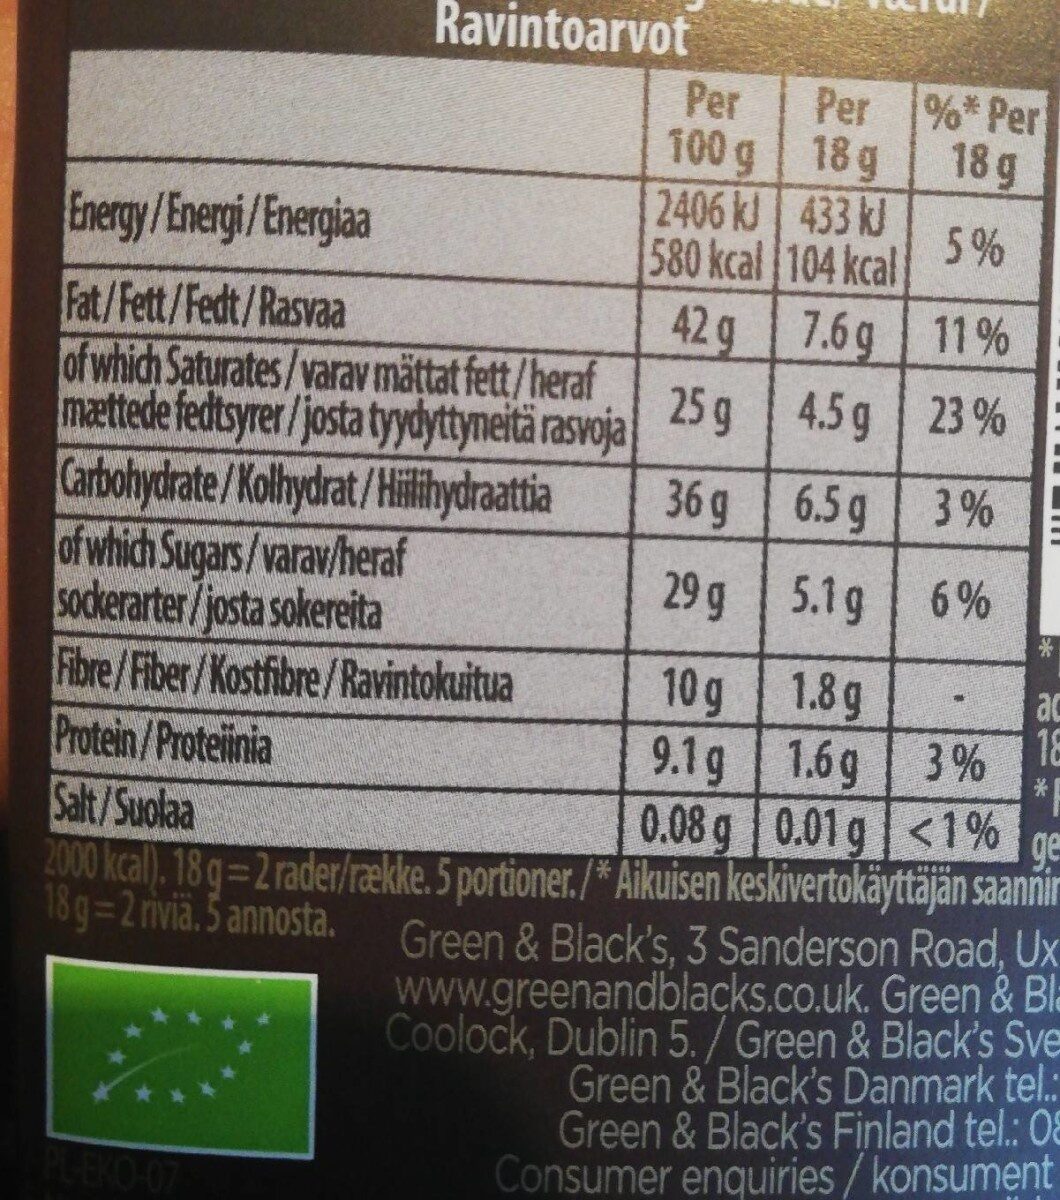 Ravintoarvot
Per 100 g Per 18 g %* Per 18 g
Energy/Energi/Energiaa 2406 kJ 580 kcal 433 kJ 104 kcal 5 %
Fat/Fett/Fedt/Rasvaa 42 g 7.6 g 11 %
of which Saturates/varav mättat fett/heraf
mættede fedtsyrer/josta tyydyttyneitä rasvoja 25 g 4.5 g 23 %
Carbohydrate/Kolhydrat/Hiilihydraattia 36 g 6.5 g 3 %
of which Sugars/varav/heraf
sockerarter/josta sokereita 29 g 5.1 g 6 %
Fibre/Fiber/Kostfibre/Ravintokuitua 10 g 1.8 g -
Protein/Proteiinia 9.1 g 1.6 g 3 %
Salt/Suolaa 0.08 g 0.01 g <1 %
2000 kcal). 18 g = 2 rader/række. 5 portioner./* Aikuisen keskivertokäyttäjän
18 g = 2 riviä. 5 annosta.
Green & Black's, 3 Sanderson Road,
www.greenandblacks.co.uk. Green &
Coolock, Dublin 5. / Green & Black's
Green & Black's Danmark tel.:
Green & Black's Finland tel.:
Consumer enquiries / konsument
PL-EKO-07